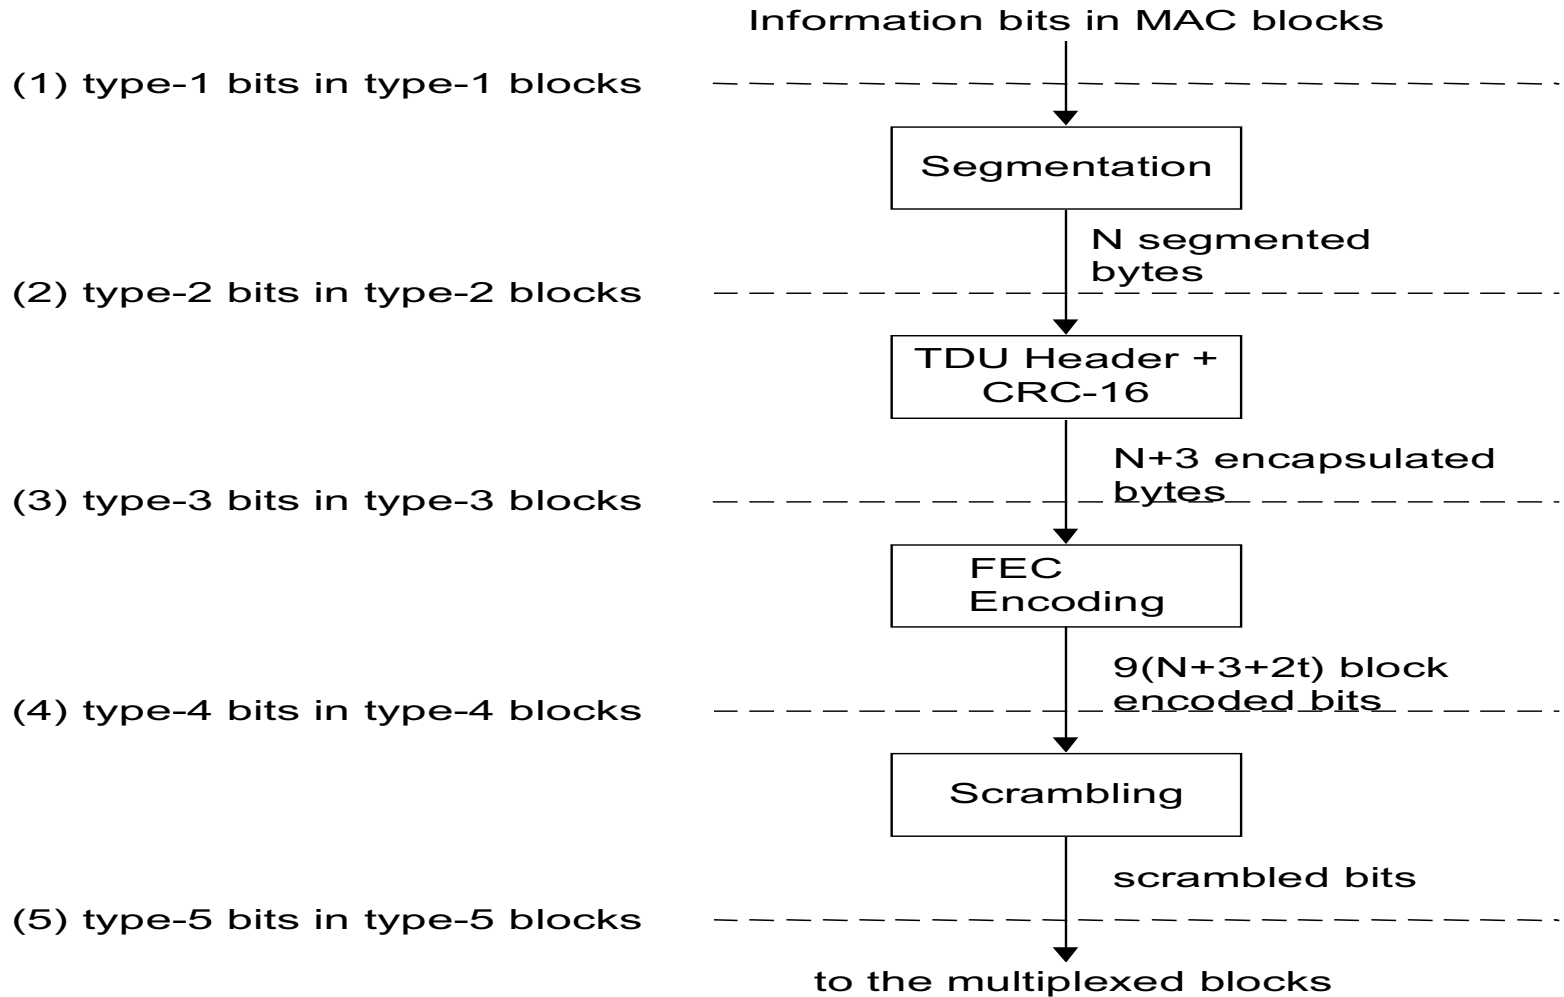 Information bits in MAC blocks
(1) type-1 bits in type-1 blocks
Segmentation
N segmented
bytes
(2) type-2 bits in type-2 blocks
TDU Header +
CRC-16
N+3 encapsulated
bytes
(3) type-3 bits in type-3 blocks
FEC
Encoding
9(N+3+2t) block
encoded bits
(4) type-4 bits in type-4 blocks
Scrambling
scrambled bits
(5) type-5 bits in type-5 blocks
to the multiplexed blocks